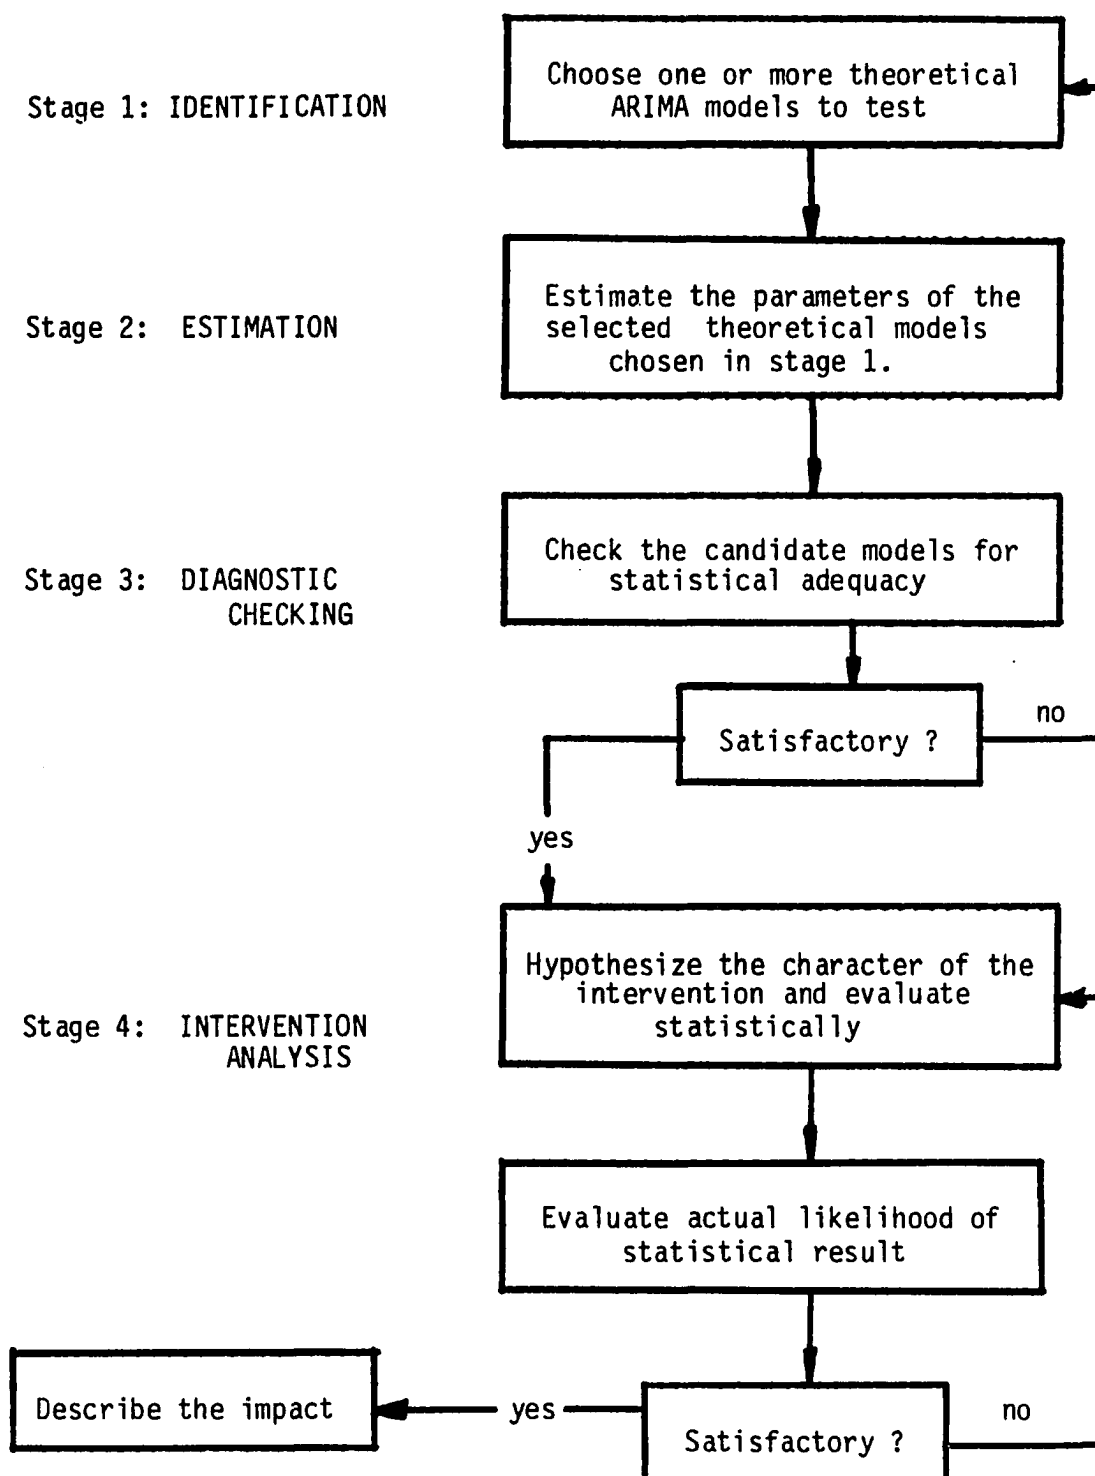 Choose one or more theoretical
ARIMA models to test
Stage 1: IDENTIFICATION
Estimate the parameters of the
selected theoretical models
chosen in stage 1.
Stage 2: ESTIMATION
Check the candidate models for
statistical adequacy
Stage 3: DIAGNOSTIC
CHECKING
Satisfactory ?
no
yes
Hypothesize the character of the
intervention and evaluate
statistically
Stage 4: INTERVENTION
ANALYSIS
Evaluate actual likelihood of
statistical result
Describe the impact
yes
Satisfactory ?
no